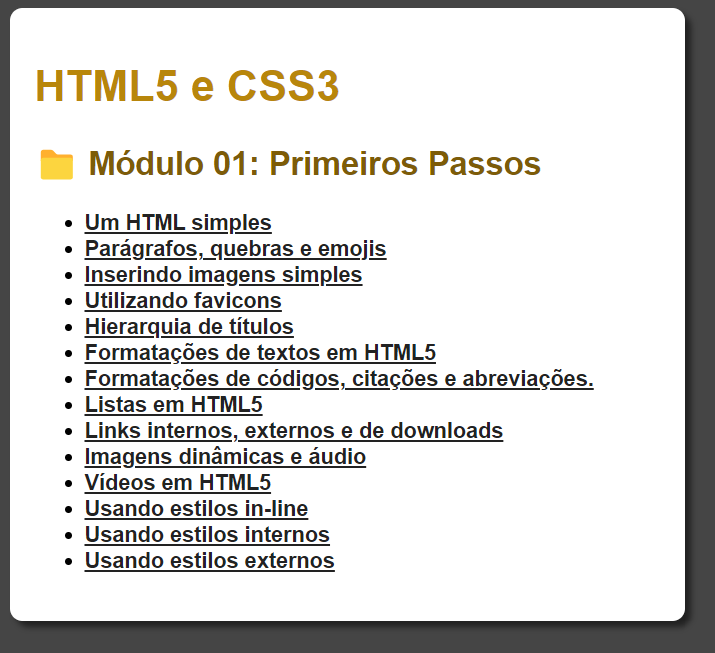 HTML5 e CSS3
Módulo 01: Primeiros Passos
Um HTML simples
Parágrafos, quebras e emojis
Inserindo imagens simples
Utilizando favicons
Hierarquia de títulos
Formatações de textos em HTML5
Formatações de códigos, citações e abreviações.
Listas em HTML5
Links internos, externos e de downloads
Imagens dinâmicas e áudio
Vídeos em HTML5
Usando estilos in-line
Usando estilos internos
Usando estilos externos